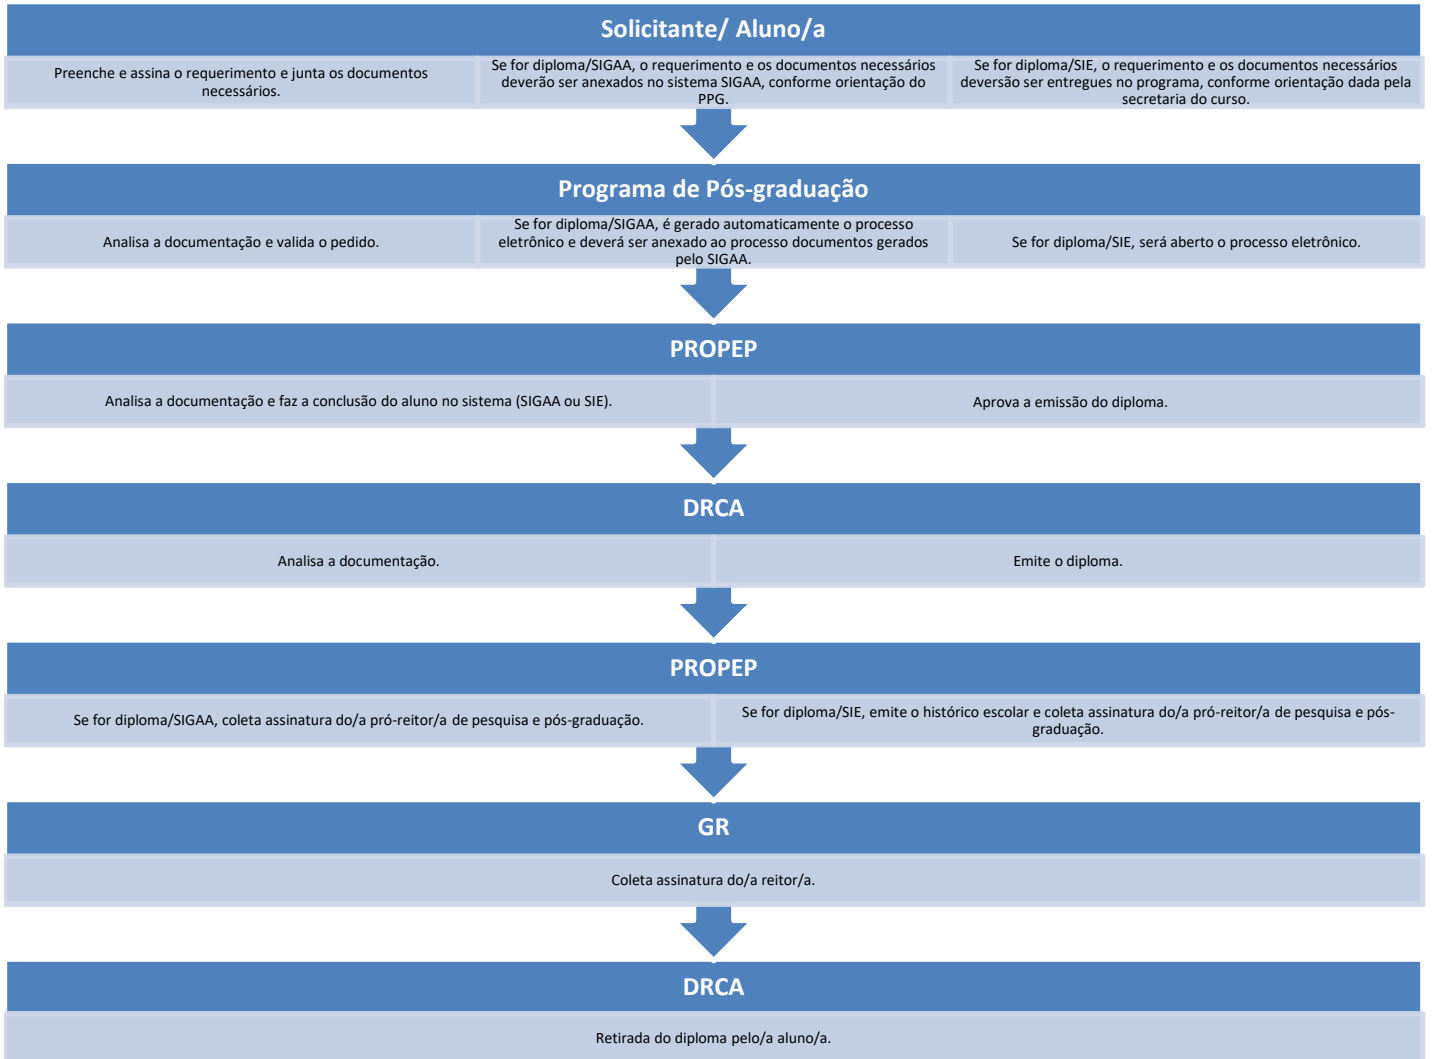 Solicitante/ Aluno/a
Preenche e assina o requerimento e junta os documentos
necessários.
Se for diploma/SIGAA, o requerimento e os documentos necessários
deverão ser anexados no sistema SIGAA, conforme orientação do
PPG.
Se for diploma/SIE, o requerimento e os documentos necessários
deversão ser entregues no programa, conforme orientação dada pela
secretaria do curso.
Programa de Pós-graduação
Analisa a documentação e valida o pedido.
Se for diploma/SIGAA, é gerado automaticamente o processo
eletrônico e deverá ser anexado ao processo documentos gerados
pelo SIGAA.
Se for diploma/SIE, será aberto o processo eletrônico.
PROPEP
Analisa a documentação e faz a conclusão do aluno no sistema (SIGAA ou SIE).
Aprova a emissão do diploma.
DRCA
Analisa a documentação.
Emite o diploma.
PROPEP
Se for diploma/SIGAA, coleta assinatura do/a pró-reitor/a de pesquisa e pós-graduação.
Se for diploma/SIE, emite o histórico escolar e coleta assinatura do/a pró-reitor/a de pesquisa e pós-
graduação.
GR
Coleta assinatura do/a reitor/a.
DRCA
Retirada do diploma pelo/a aluno/a.